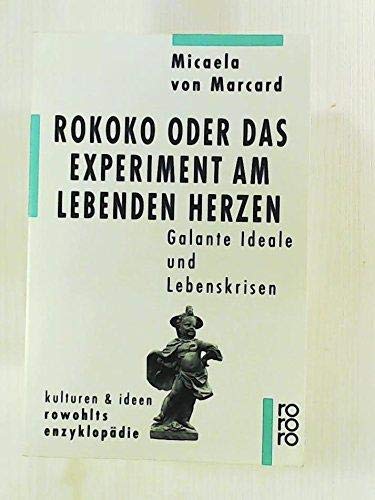 Micaela
von Marcard
ROKOKO ODER DAS
EXPERIMENT AM
LEBENDEN HERZEN
Galante Ideale
und
Lebenskrisen
kulturen & ideen
rowohlts
enzyklopädie
ro
ro
ro